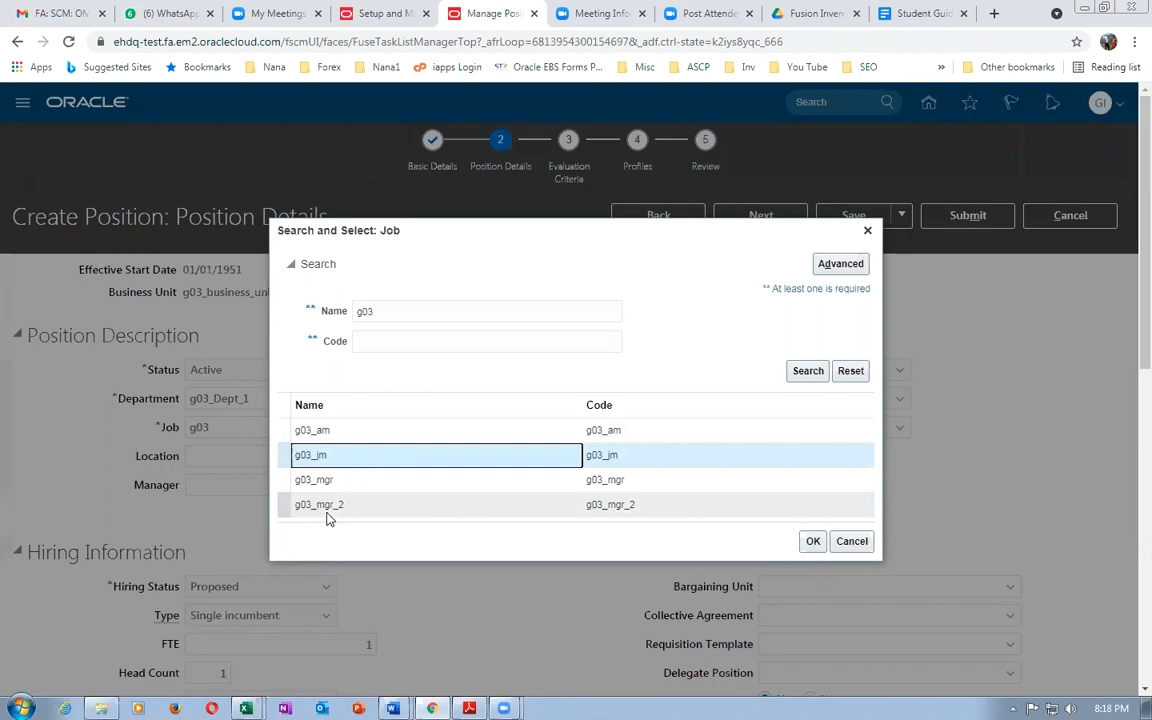 FA: SCM: OM
(6) WhatsApp
My Meetings
Setup and M
Manage Posi
Meeting Info
Post Attende
Fusion Inven
Student Guid
ehdq-test.fa.em2.oraclecloud.com/fscmUI/faces/FuseTaskListManagerTop?_afrLoop=6813954300154697&_adf.ctrl-state=k2iys8yqc_666
Apps
Suggested Sites
Bookmarks
Nana
Forex
Nana1
iapps Login
Oracle EBS Forms P...
Misc
ASCP
Inv
You Tube
SEO
»
Other bookmarks
Reading list
ORACLE
Search
GI
2
3
4
5
Basic Details
Position Details
Evaluation
Criteria
Profiles
Review
Create Position: Position Details
Back
Next
Save
Submit
Cancel
Effective Start Date 01/01/1951
Business Unit g03_business_uni
Position Description
*Status Active
*Department g03_Dept_1
*Job g03
Location
Manager
Search and Select: Job
Search
Advanced
** At least one is required
** Name g03
** Code
Search
Reset
Name Code
g03_am g03_am
g03_jm g03_jm
g03_mgr g03_mgr
g03_mgr_2 g03_mgr_2
OK
Cancel
Hiring Information
*Hiring Status Proposed
Type Single incumbent
FTE 1
Head Count 1
Bargaining Unit
Collective Agreement
Requisition Template
Delegate Position
8:18 PM